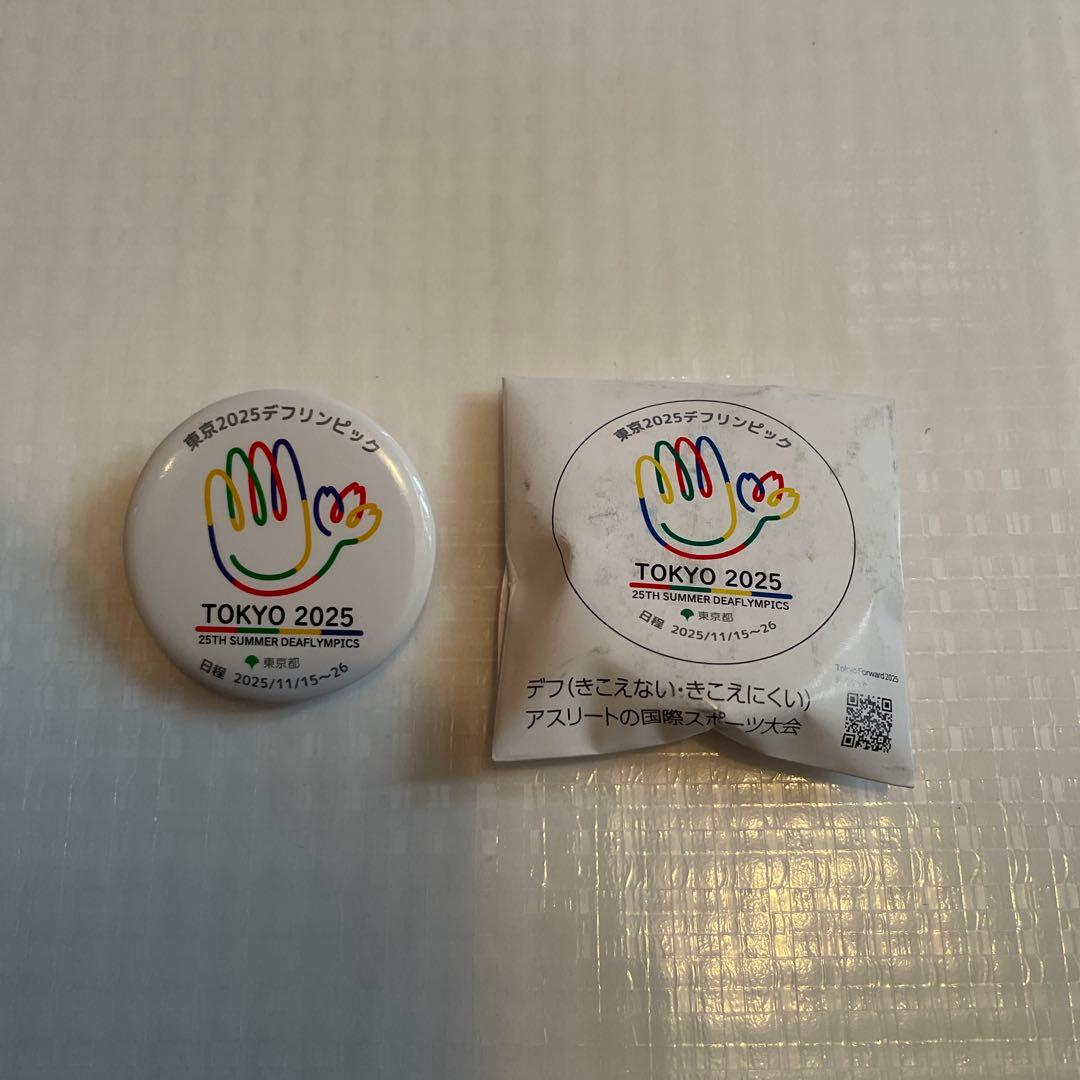 東京2025デフリンピック
TOKYO 2025
25TH SUMMER DEAFLYMPICS
東京都
日程 2025/11/15〜26
東京2025デフリンピック
TOKYO 2025
25TH SUMMER DEAFLYMPICS
東京都
日程 2025/11/15〜26
デフ(きこえない・きこえにくい)
アスリートの国際スポーツ大会
Tokyo Forward 2025